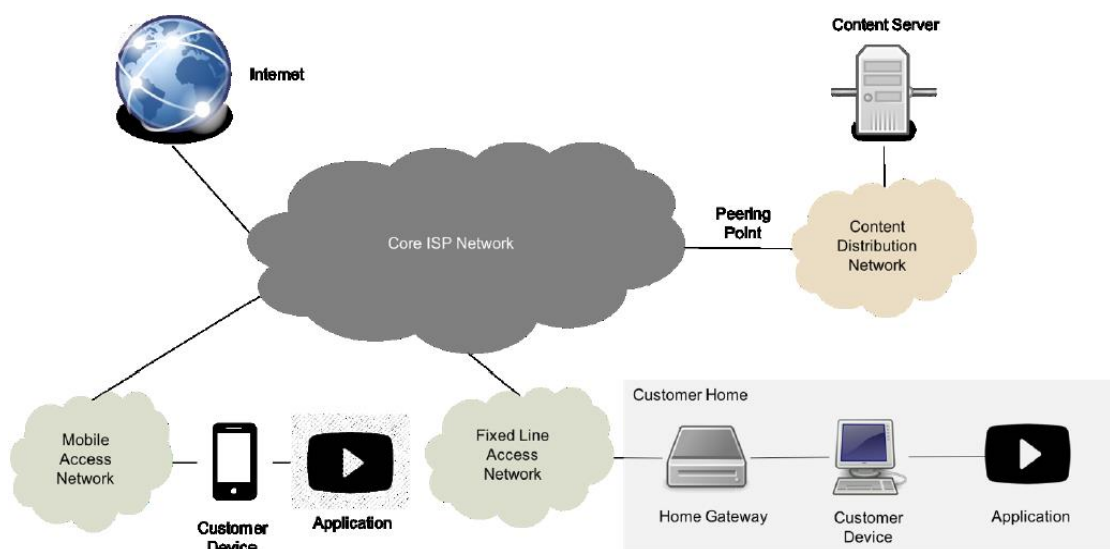 Content Server
Internet
Peering
Point
Core ISP Network
Content
Distribution
Network
Customer Home
Mobile
Access
Network
Customer
Device
Application
Fixed Line
Access
Network
Home Gateway
Customer
Device
Application